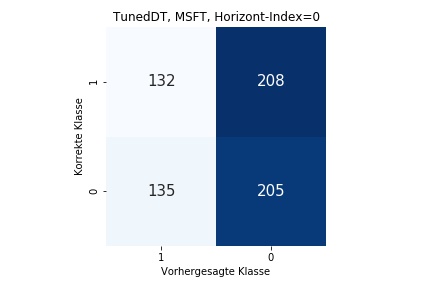 TunedDT, MSFT, Horizont-Index=0
Korrekte Klasse
1
132
208
0
135
205
1
0
Vorhergesagte Klasse